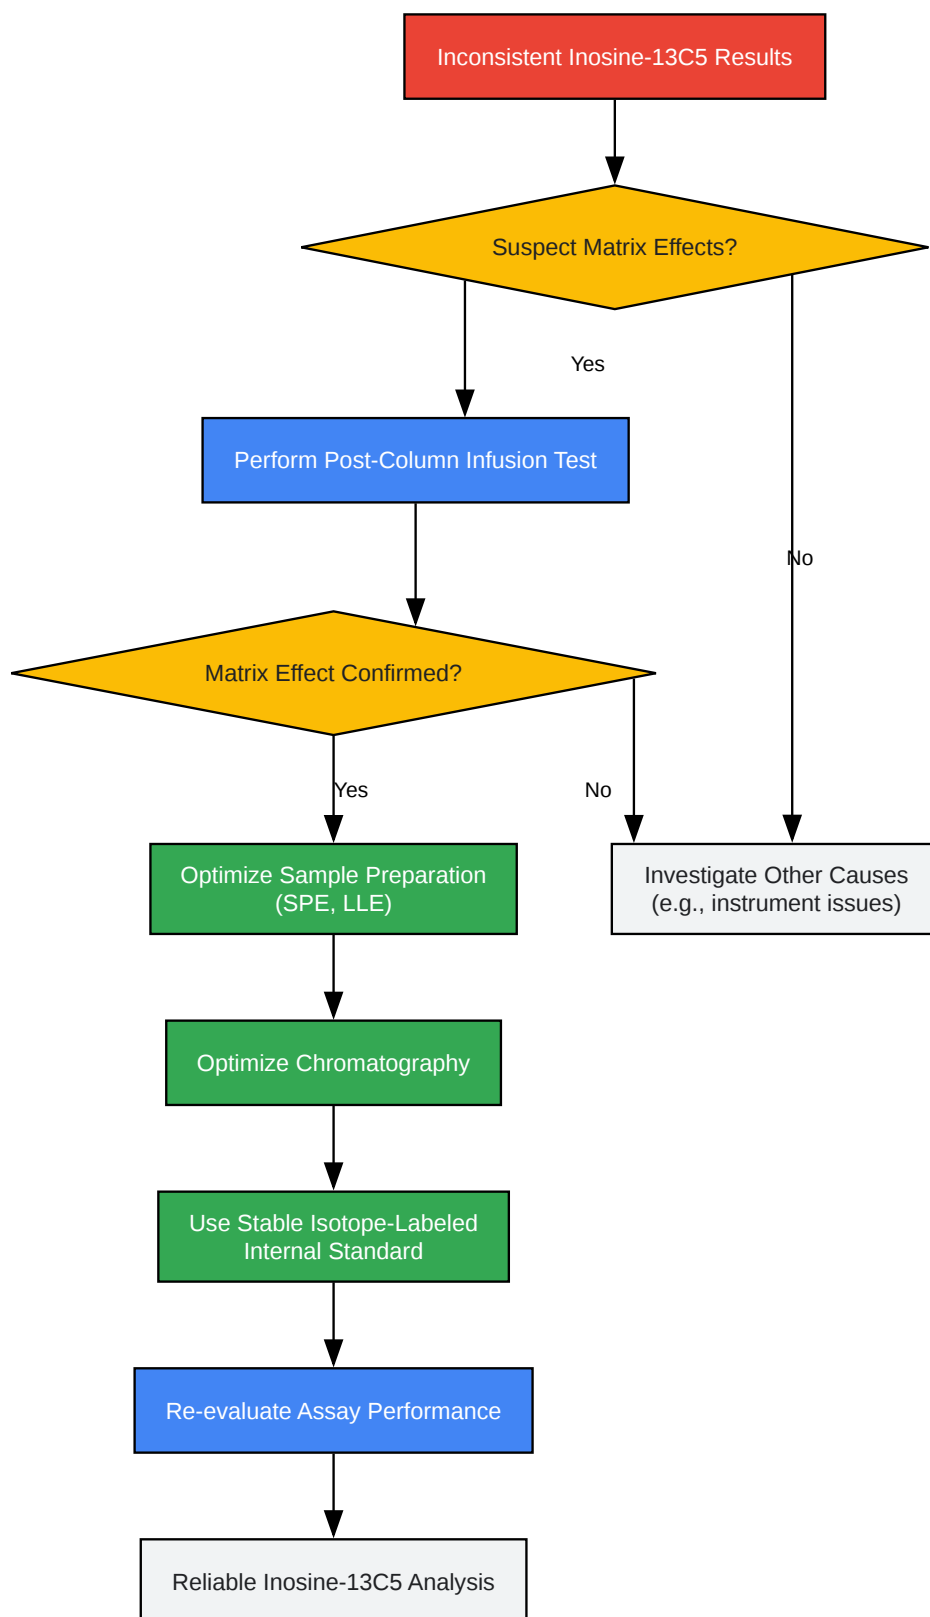 Inconsistent Inosine-13C5 Results
Suspect Matrix Effects?
Yes
Perform Post-Column Infusion Test
No
Matrix Effect Confirmed?
Yes
No
Optimize Sample Preparation
(SPE, LLE)
Investigate Other Causes
(e.g., instrument issues)
Optimize Chromatography
Use Stable Isotope-Labeled
Internal Standard
Re-evaluate Assay Performance
Reliable Inosine-13C5 Analysis